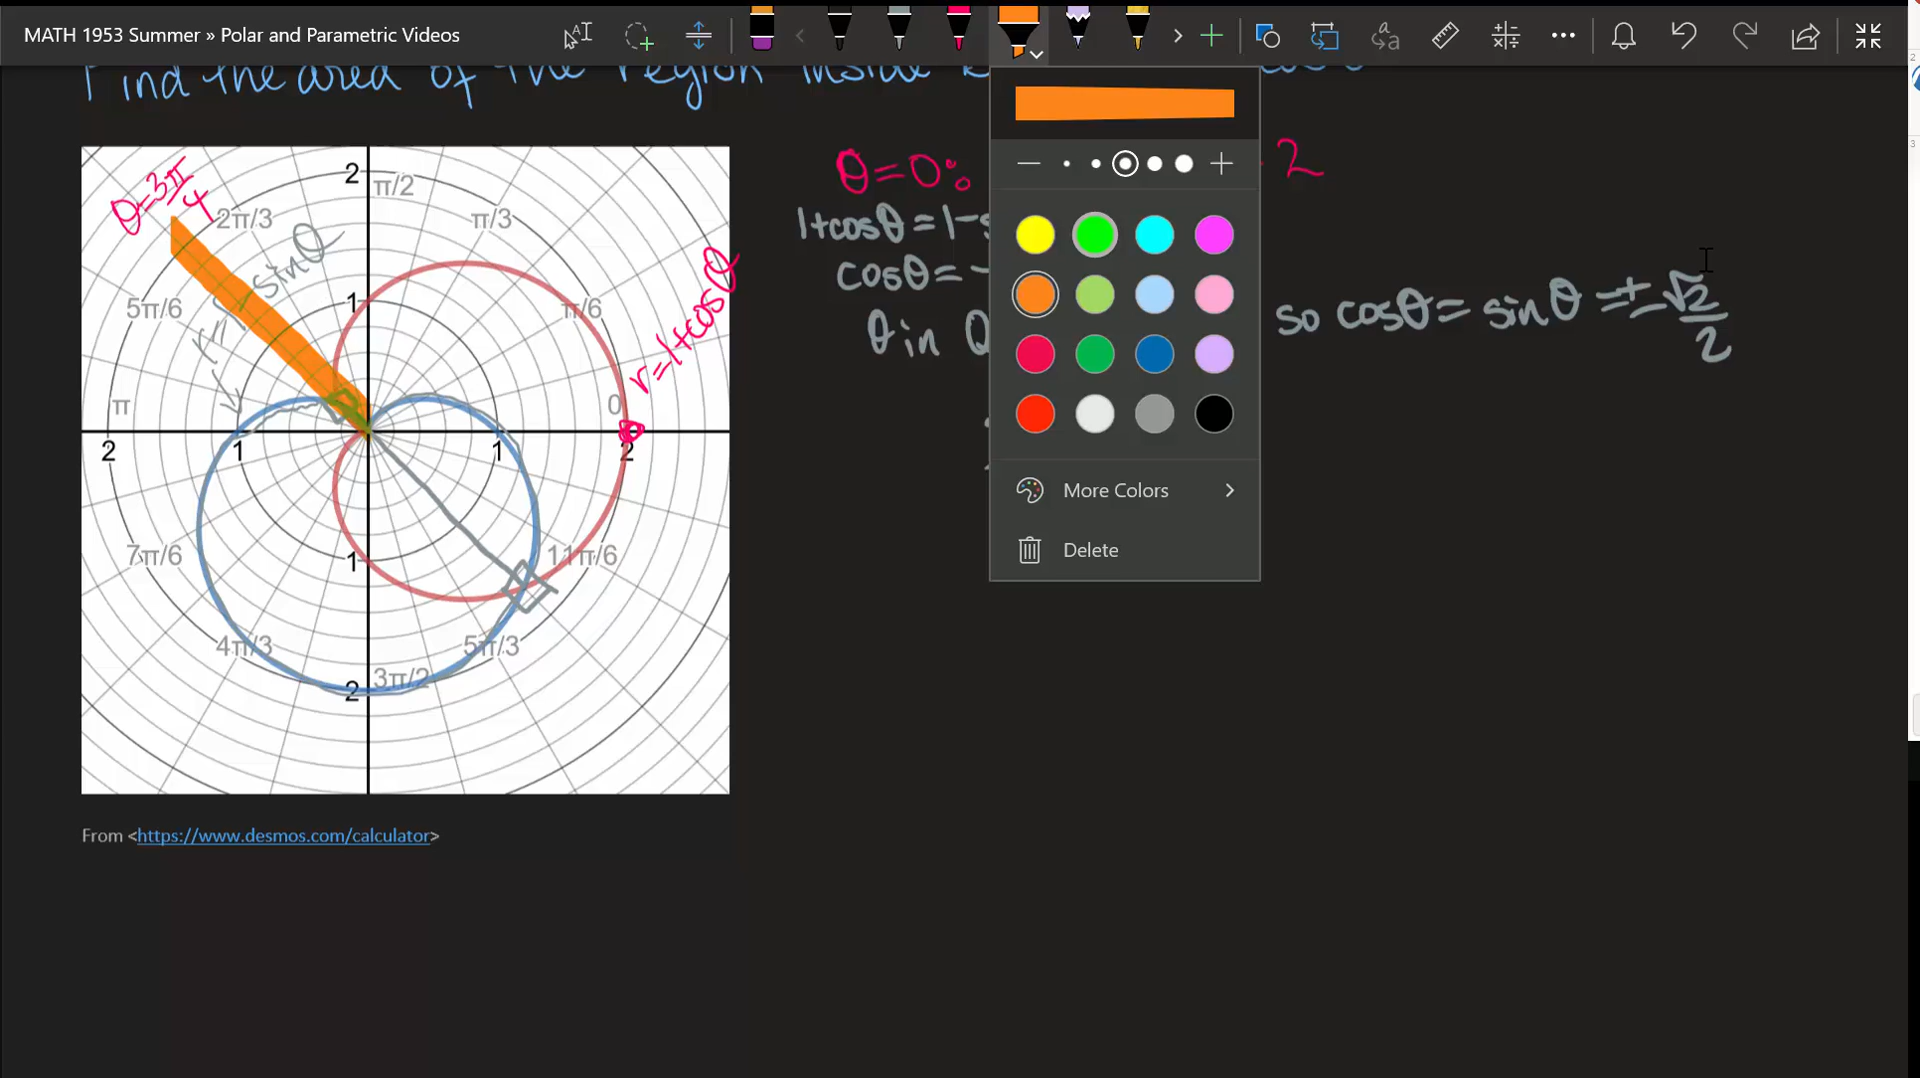 MATH 1953 Summer » Polar and Parametric Videos
Find the area of the region inside
θ=0: 2
1+cosθ=1-s
cosθ=-
θ in Q so cosθ= sinθ =±√2/2
θ=3π/4
r=1-sinθ
r=1+cosθ
2 π/2
2π/3 π/3
5π/6 1 π/6
π 0
2 1 1 2
7π/6 1 11π/6
4π/3 5π/3
2 3π/2
From <https://www.desmos.com/calculator>
More Colors
Delete